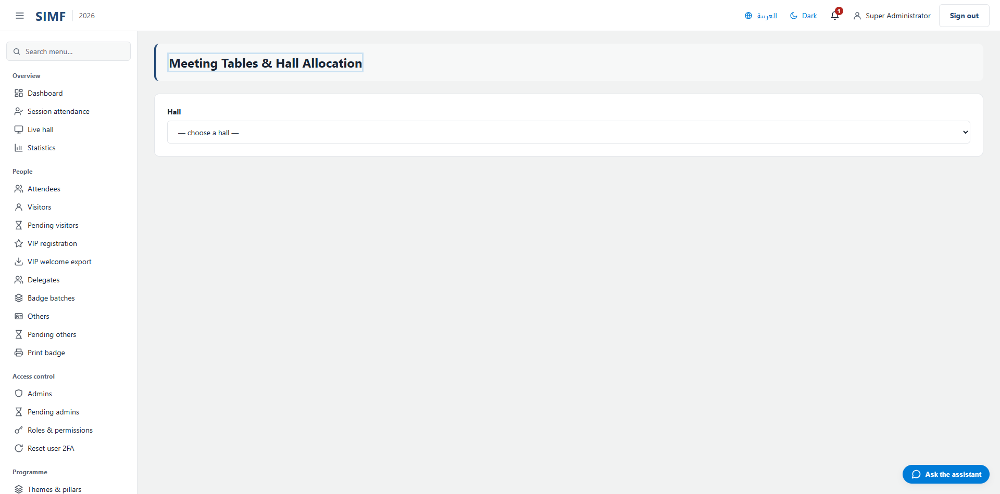 SIMF
2026
العربية
Dark
1
Super Administrator
Sign out
Search menu...
Overview
Dashboard
Session attendance
Live hall
Statistics
People
Attendees
Visitors
Pending visitors
VIP registration
VIP welcome export
Delegates
Badge batches
Others
Pending others
Print badge
Access control
Admins
Pending admins
Roles & permissions
Reset user 2FA
Programme
Themes & pillars
Meeting Tables & Hall Allocation
Hall
— choose a hall —
Ask the assistant